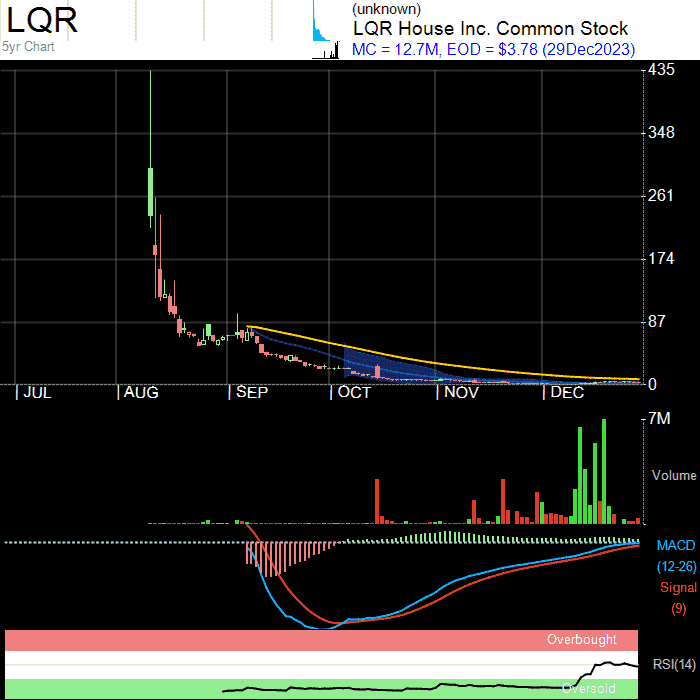 LQR
5yr Chart
(unknown)
LQR House Inc. Common Stock
MC = 12.7M, EOD = $3.78 (29Dec2023)
435
348
261
174
87
0
| JUL | AUG | SEP | OCT | NOV | DEC
7M
Volume
MACD
(12-26)
Signal
(9)
Overbought
RSI(14)
Oversold